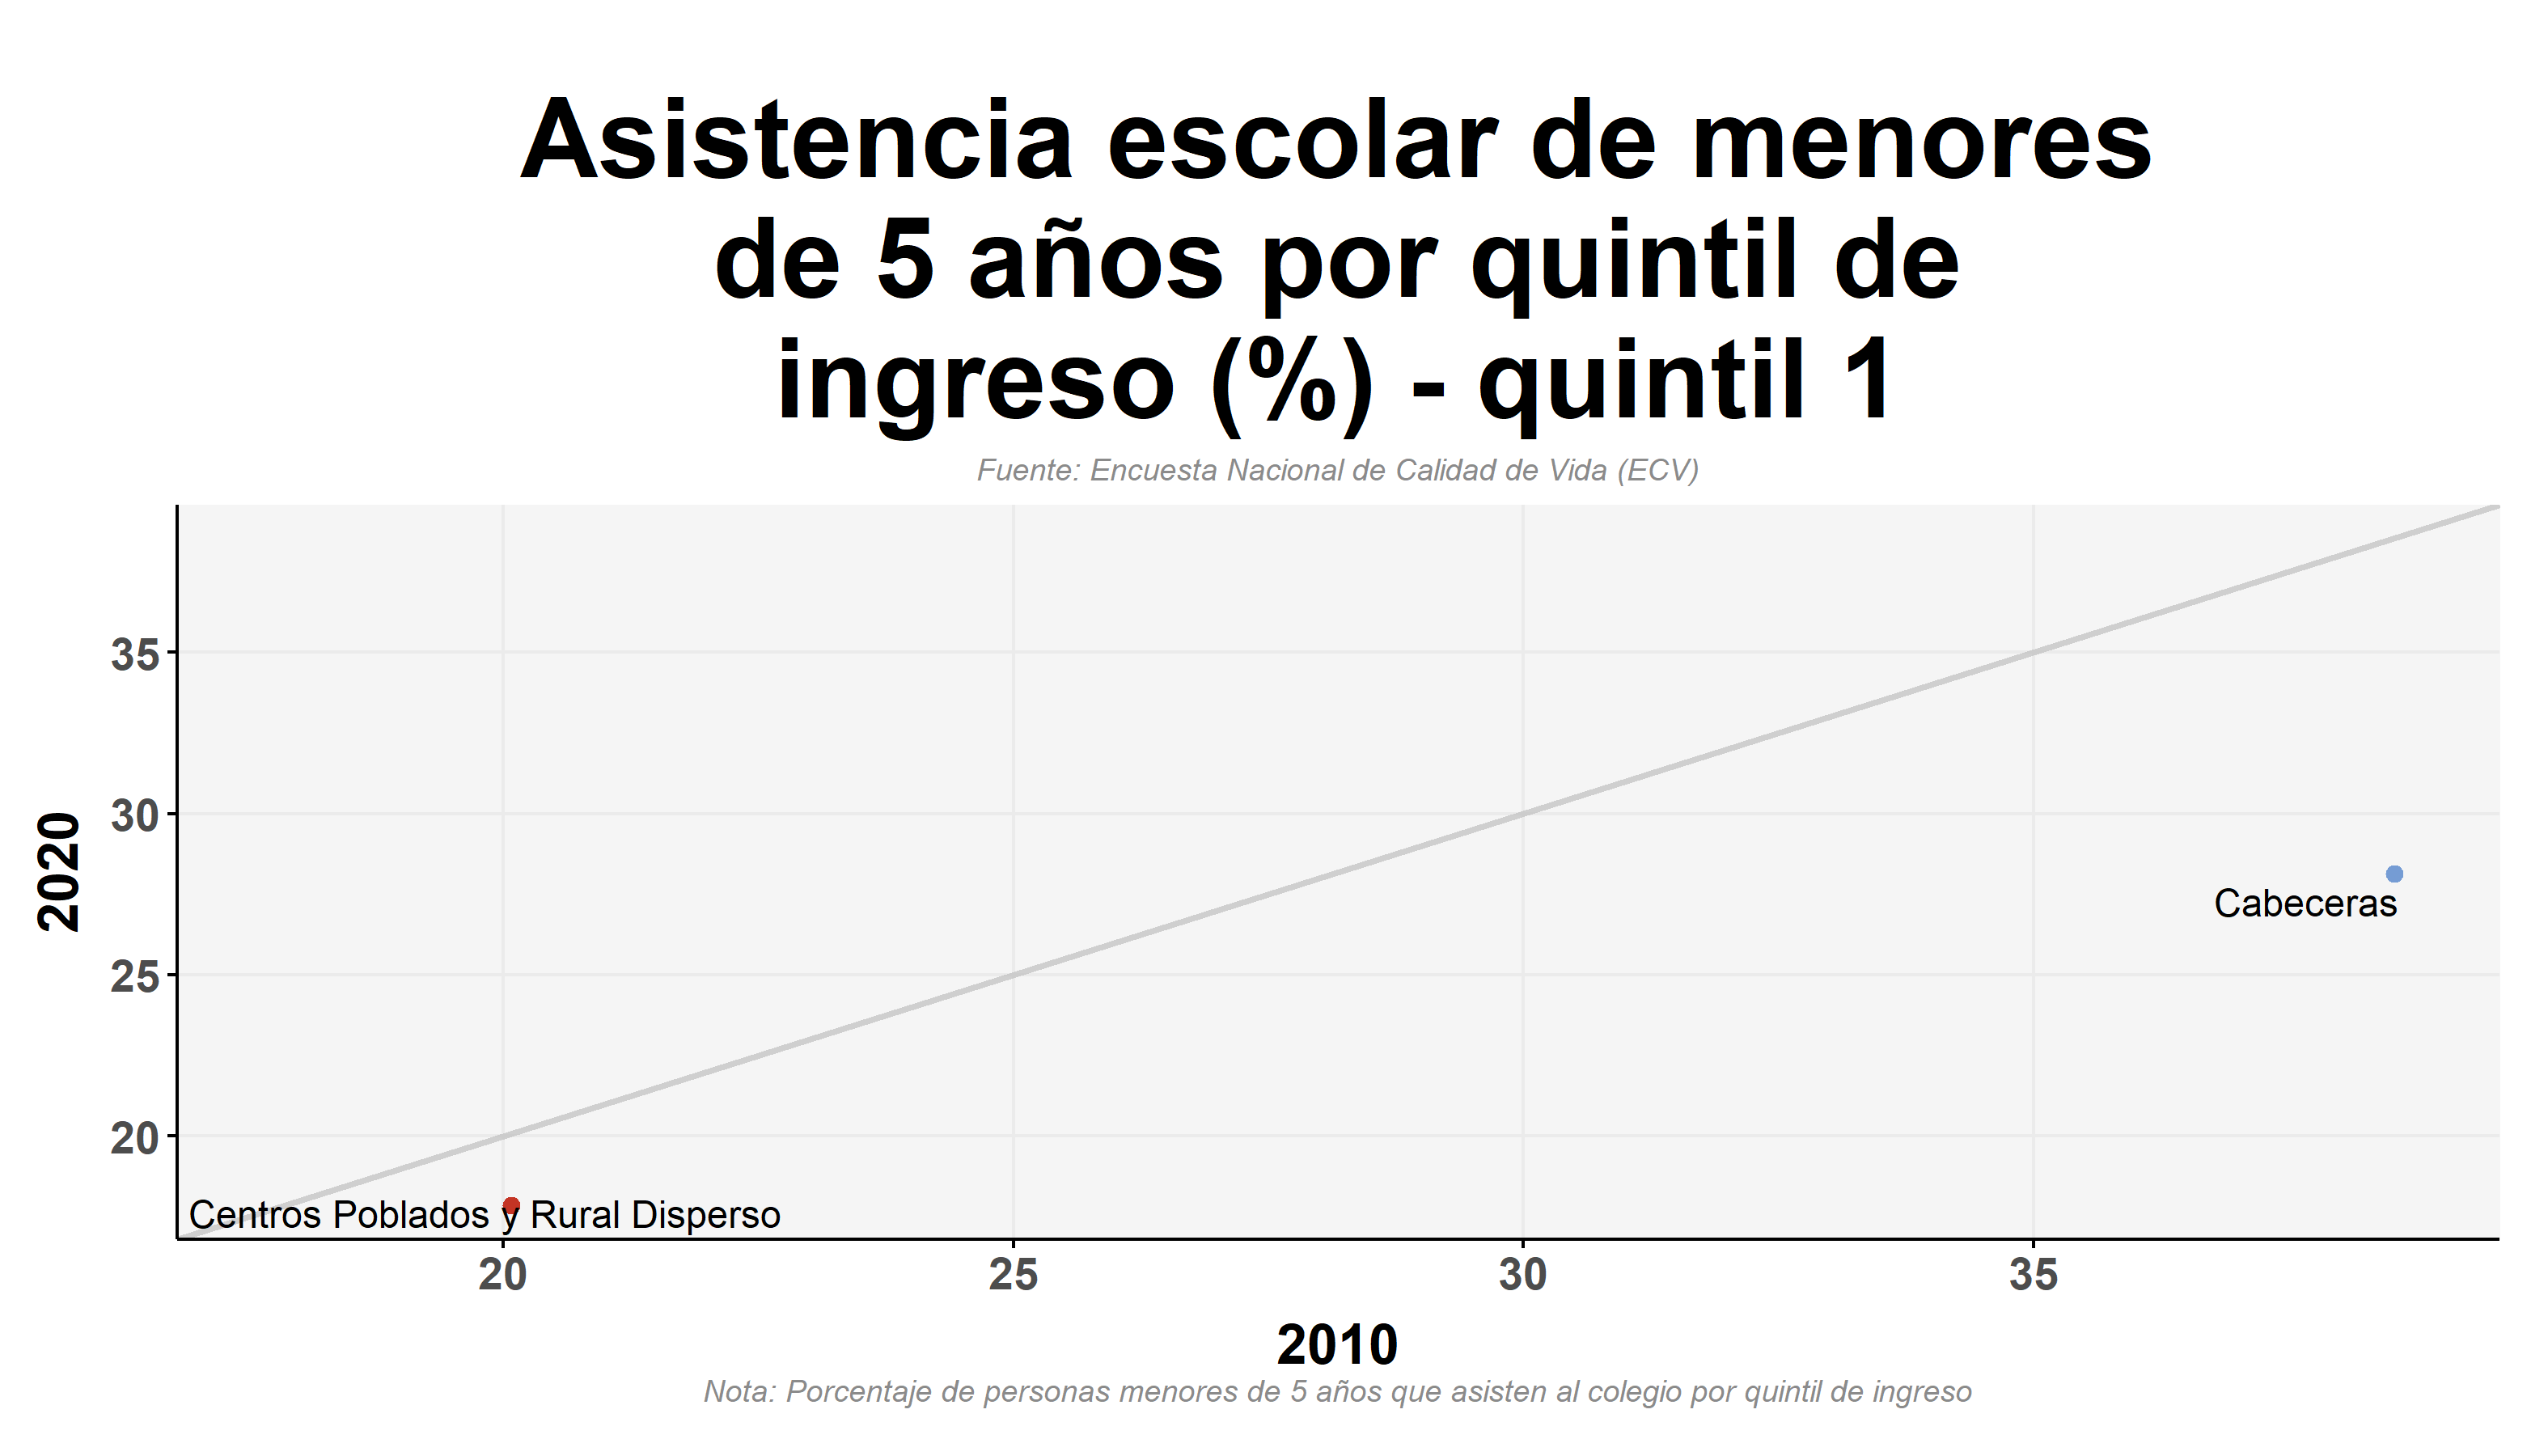 Asistencia escolar de menores
de 5 años por quintil de
ingreso (%) - quintil 1
Fuente: Encuesta Nacional de Calidad de Vida (ECV)
35
30
25
20
2020
Cabeceras
Centros Poblados y Rural Disperso
20
25
30
35
2010
Nota: Porcentaje de personas menores de 5 años que asisten al colegio por quintil de ingreso